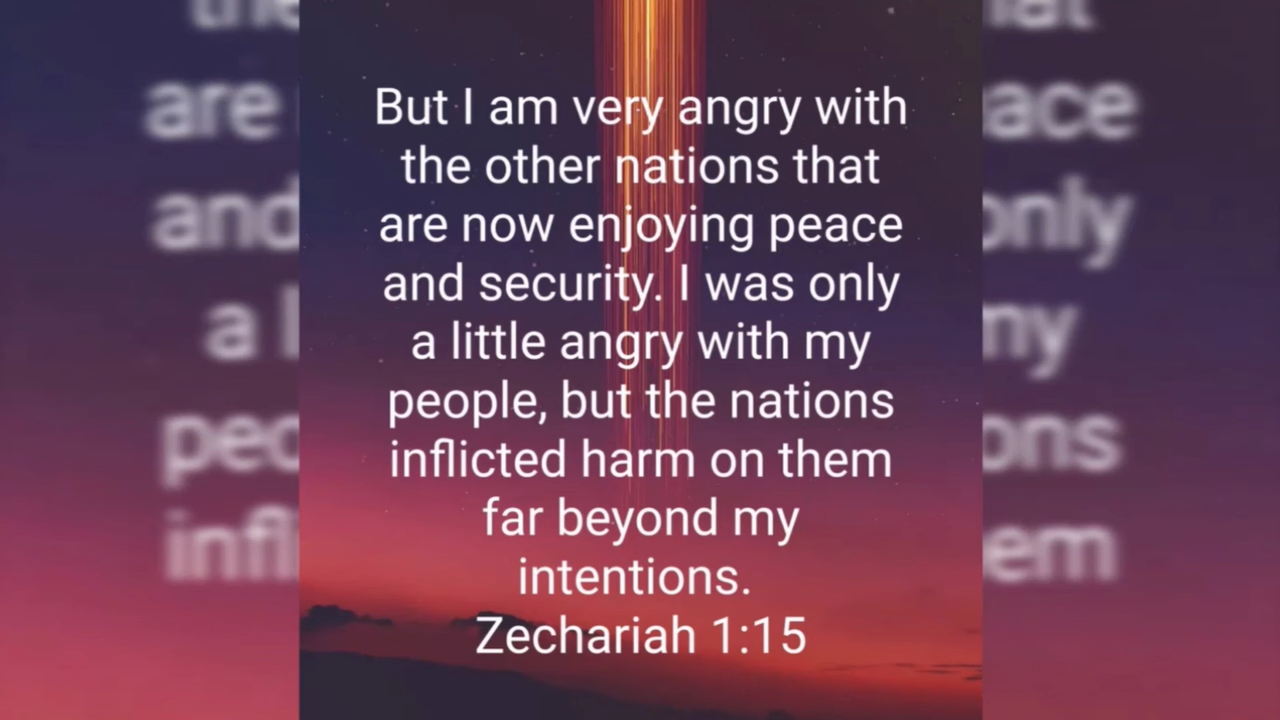 But I am very angry with
the other nations that
are now enjoying peace
and security. I was only
a little angry with my
people, but the nations
inflicted harm on them
far beyond my
intentions.
Zechariah 1:15